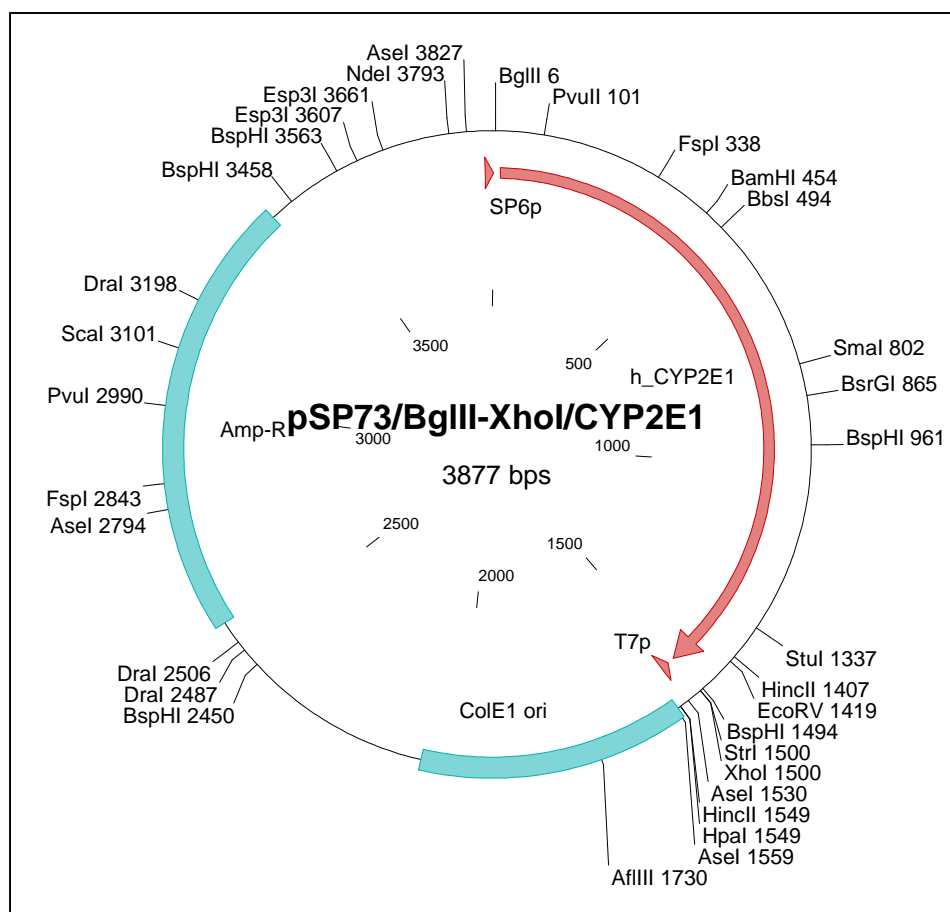 AseI 3827
NdeI 3793
Esp3I 3661
Esp3I 3607
BspHI 3563
BspHI 3458
BglII 6
PvuII 101
FspI 338
BamHI 454
BbsI 494
SP6p
DraI 3198
ScaI 3101
PvuI 2990
FspI 2843
AseI 2794
3500
500
h_CYP2E1
SmaI 802
BsrGI 865
BspHI 961
Amp-R
pSP73/BglII-XhoI/CYP2E1
3000
1000
3877 bps
2500
1500
2000
T7p
DraI 2506
DraI 2487
BspHI 2450
ColE1 ori
StuI 1337
HincII 1407
EcoRV 1419
BspHI 1494
StrI 1500
XhoI 1500
AseI 1530
HincII 1549
HpaI 1549
AseI 1559
AflIII 1730